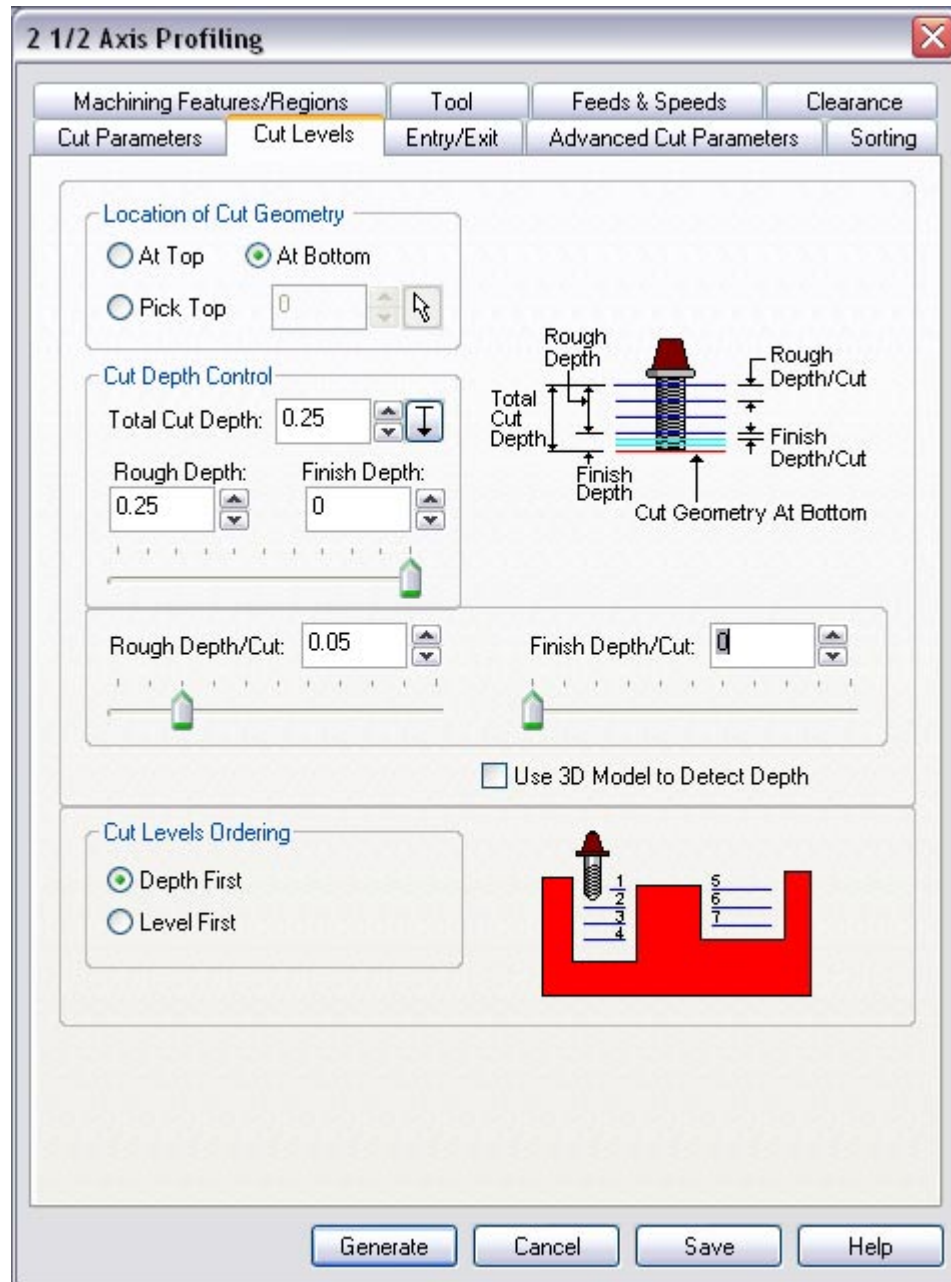 2 1/2 Axis Profiling
Machining Features/Regions Tool Feeds & Speeds Clearance
Cut Parameters Cut Levels Entry/Exit Advanced Cut Parameters Sorting
Location of Cut Geometry
At Top At Bottom
Pick Top 0
Cut Depth Control
Total Cut Depth: 0.25
Rough Depth: Finish Depth:
0.25 0
Rough
Depth
Rough
Depth/Cut
Total
Cut
Depth
Finish
Depth/Cut
Finish
Depth
Cut Geometry At Bottom
Rough Depth/Cut: 0.05 Finish Depth/Cut: 0
Use 3D Model to Detect Depth
Cut Levels Ordering
Depth First
Level First
1 5
2 6
3 7
4
Generate Cancel Save Help